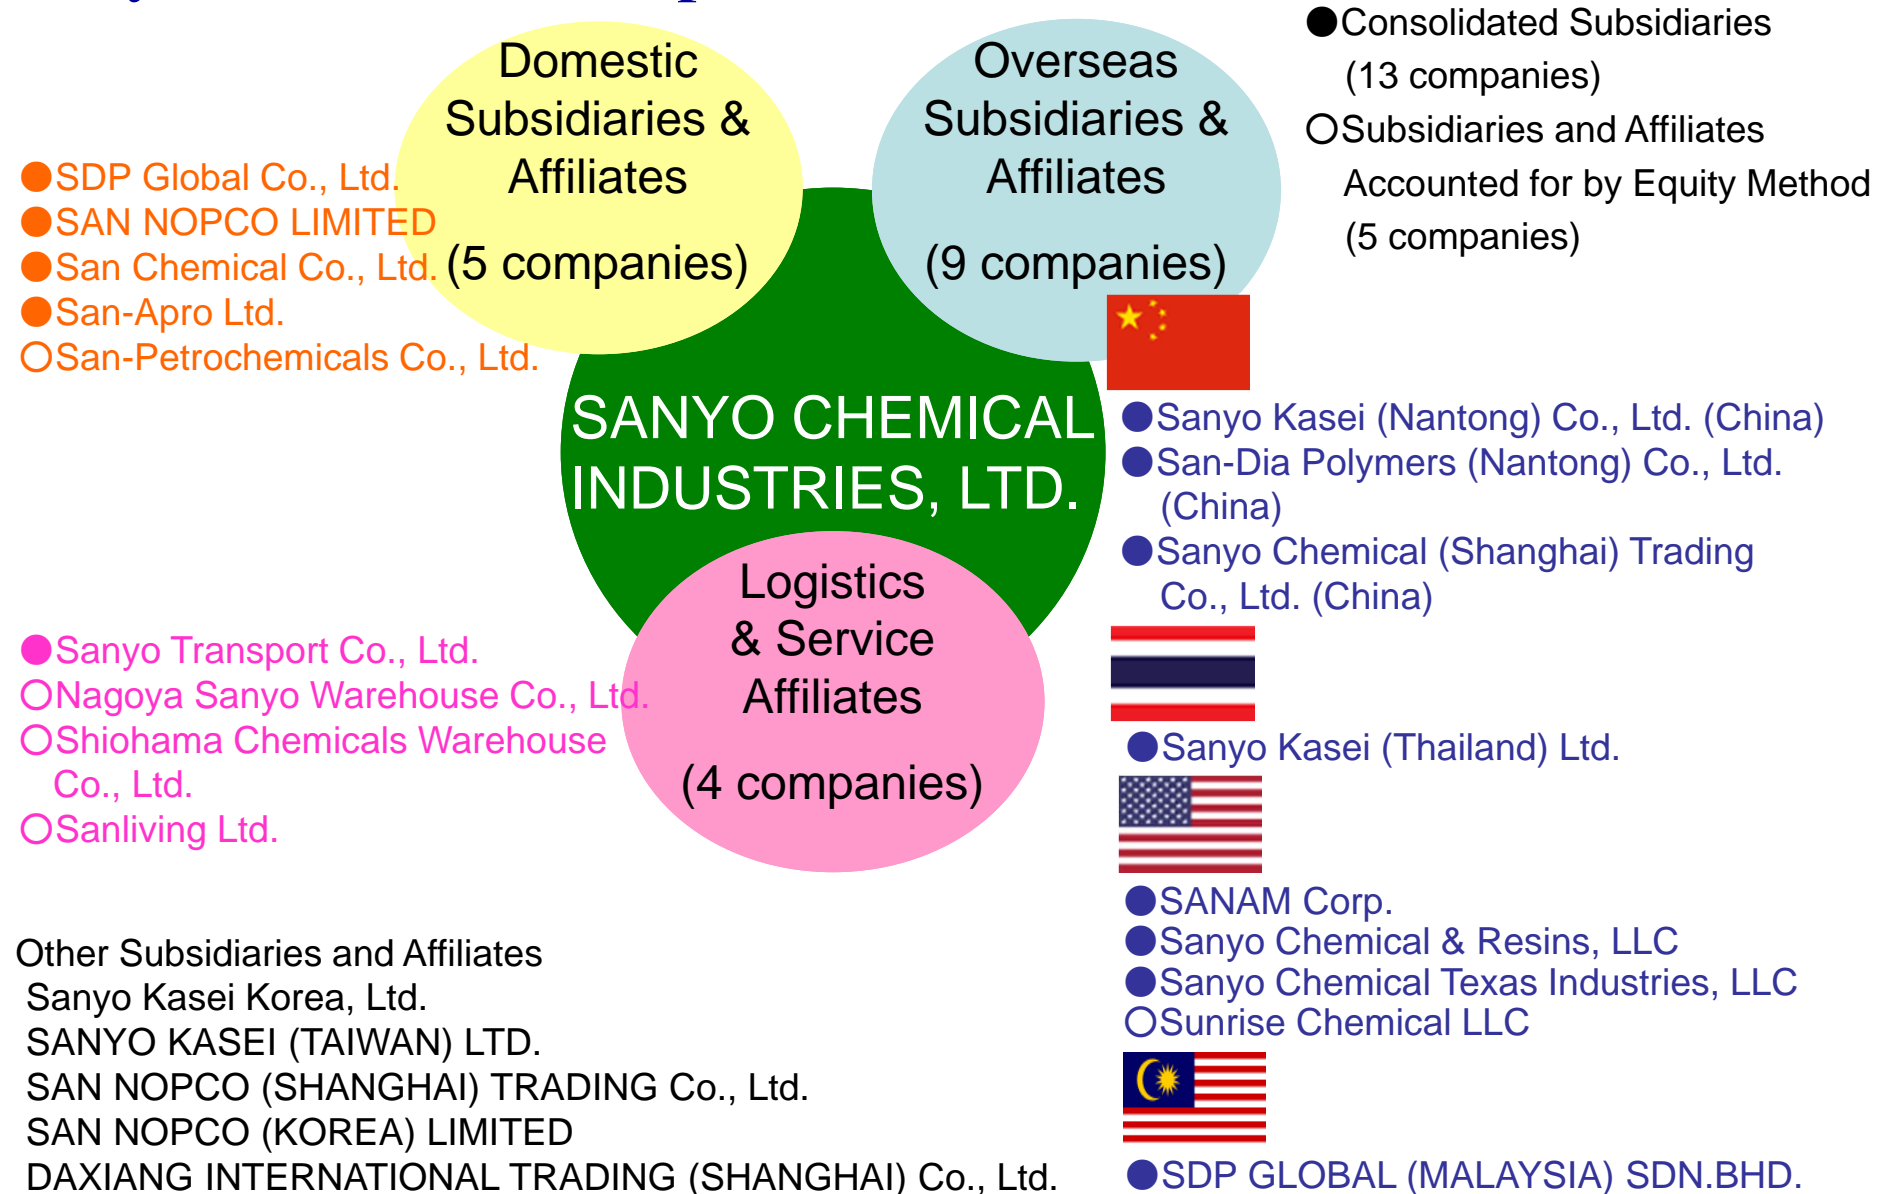 Domestic
Subsidiaries &
Affiliates
(5 companies)
Overseas
Subsidiaries &
Affiliates
(9 companies)
●Consolidated Subsidiaries
(13 companies)
○Subsidiaries and Affiliates
Accounted for by Equity Method
(5 companies)
●SDP Global Co., Ltd.
●SAN NOPCO LIMITED
●San Chemical Co., Ltd.
●San-Apro Ltd.
○San-Petrochemicals Co., Ltd.
SANYO CHEMICAL
INDUSTRIES, LTD.
●Sanyo Kasei (Nantong) Co., Ltd. (China)
●San-Dia Polymers (Nantong) Co., Ltd.
(China)
●Sanyo Chemical (Shanghai) Trading
Co., Ltd. (China)
Logistics
& Service
Affiliates
(4 companies)
●Sanyo Transport Co., Ltd.
○Nagoya Sanyo Warehouse Co., Ltd.
○Shiohama Chemicals Warehouse
Co., Ltd.
○Sanliving Ltd.
●Sanyo Kasei (Thailand) Ltd.
●SANAM Corp.
●Sanyo Chemical & Resins, LLC
●Sanyo Chemical Texas Industries, LLC
○Sunrise Chemical LLC
●SDP GLOBAL (MALAYSIA) SDN.BHD.
Other Subsidiaries and Affiliates
Sanyo Kasei Korea, Ltd.
SANYO KASEI (TAIWAN) LTD.
SAN NOPCO (SHANGHAI) TRADING Co., Ltd.
SAN NOPCO (KOREA) LIMITED
DAXIANG INTERNATIONAL TRADING (SHANGHAI) Co., Ltd.